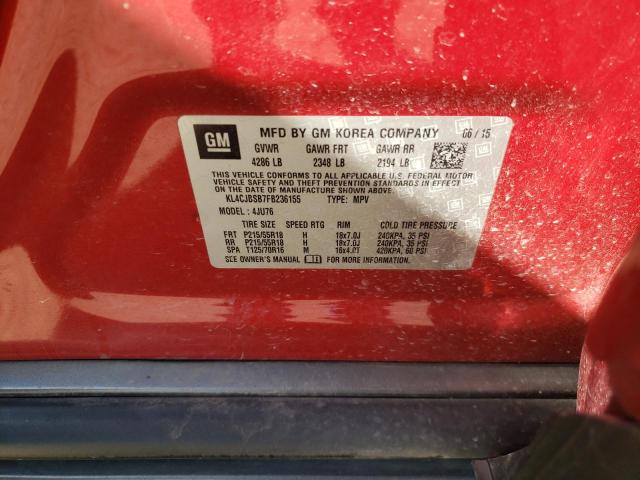 GM
MFD BY GM KOREA COMPANY 06/15
GVWR GAWR FRT GAWR RR
4286 LB 2348 LB 2194 LB
THIS VEHICLE CONFORMS TO ALL APPLICABLE U.S. FEDERAL MOTOR
VEHICLE SAFETY AND THEFT PREVENTION STANDARDS IN EFFECT ON THE
DATE OF MANUFACTURE SHOWN ABOVE.
KL4CJBSB7FB236155 TYPE: MPV
MODEL: 4JU76
TIRE SIZE SPEED RTG RIM COLD TIRE PRESSURE
FRT P215/55R18 H 18x7.0J 240KPA, 35 PSI
RR P215/55R18 H 18x7.0J 240KPA, 35 PSI
SPA T125/70R16 M 16x4.0T 420KPA, 60 PSI
SEE OWNER'S MANUAL FOR MORE INFORMATION